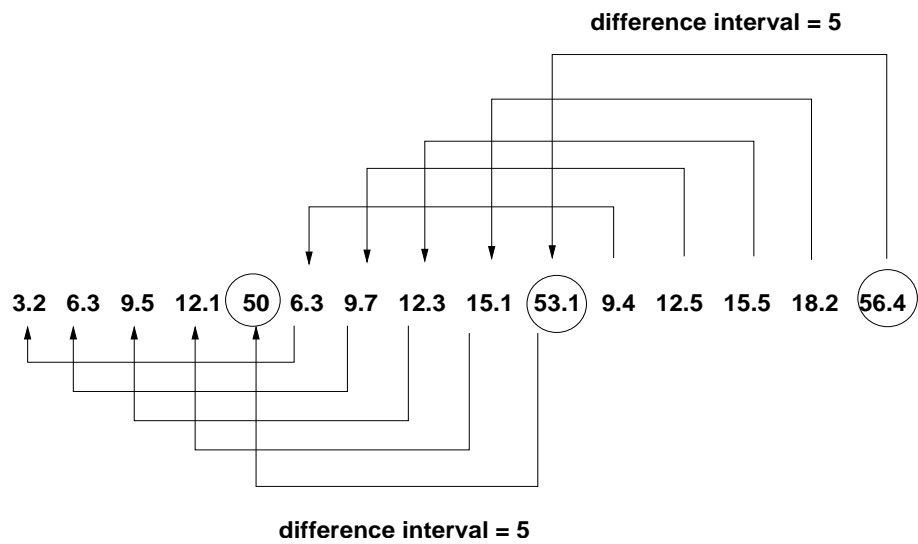 difference interval = 5
3.2 6.3 9.5 12.1 50 6.3 9.7 12.3 15.1 53.1 9.4 12.5 15.5 18.2 56.4
difference interval = 5